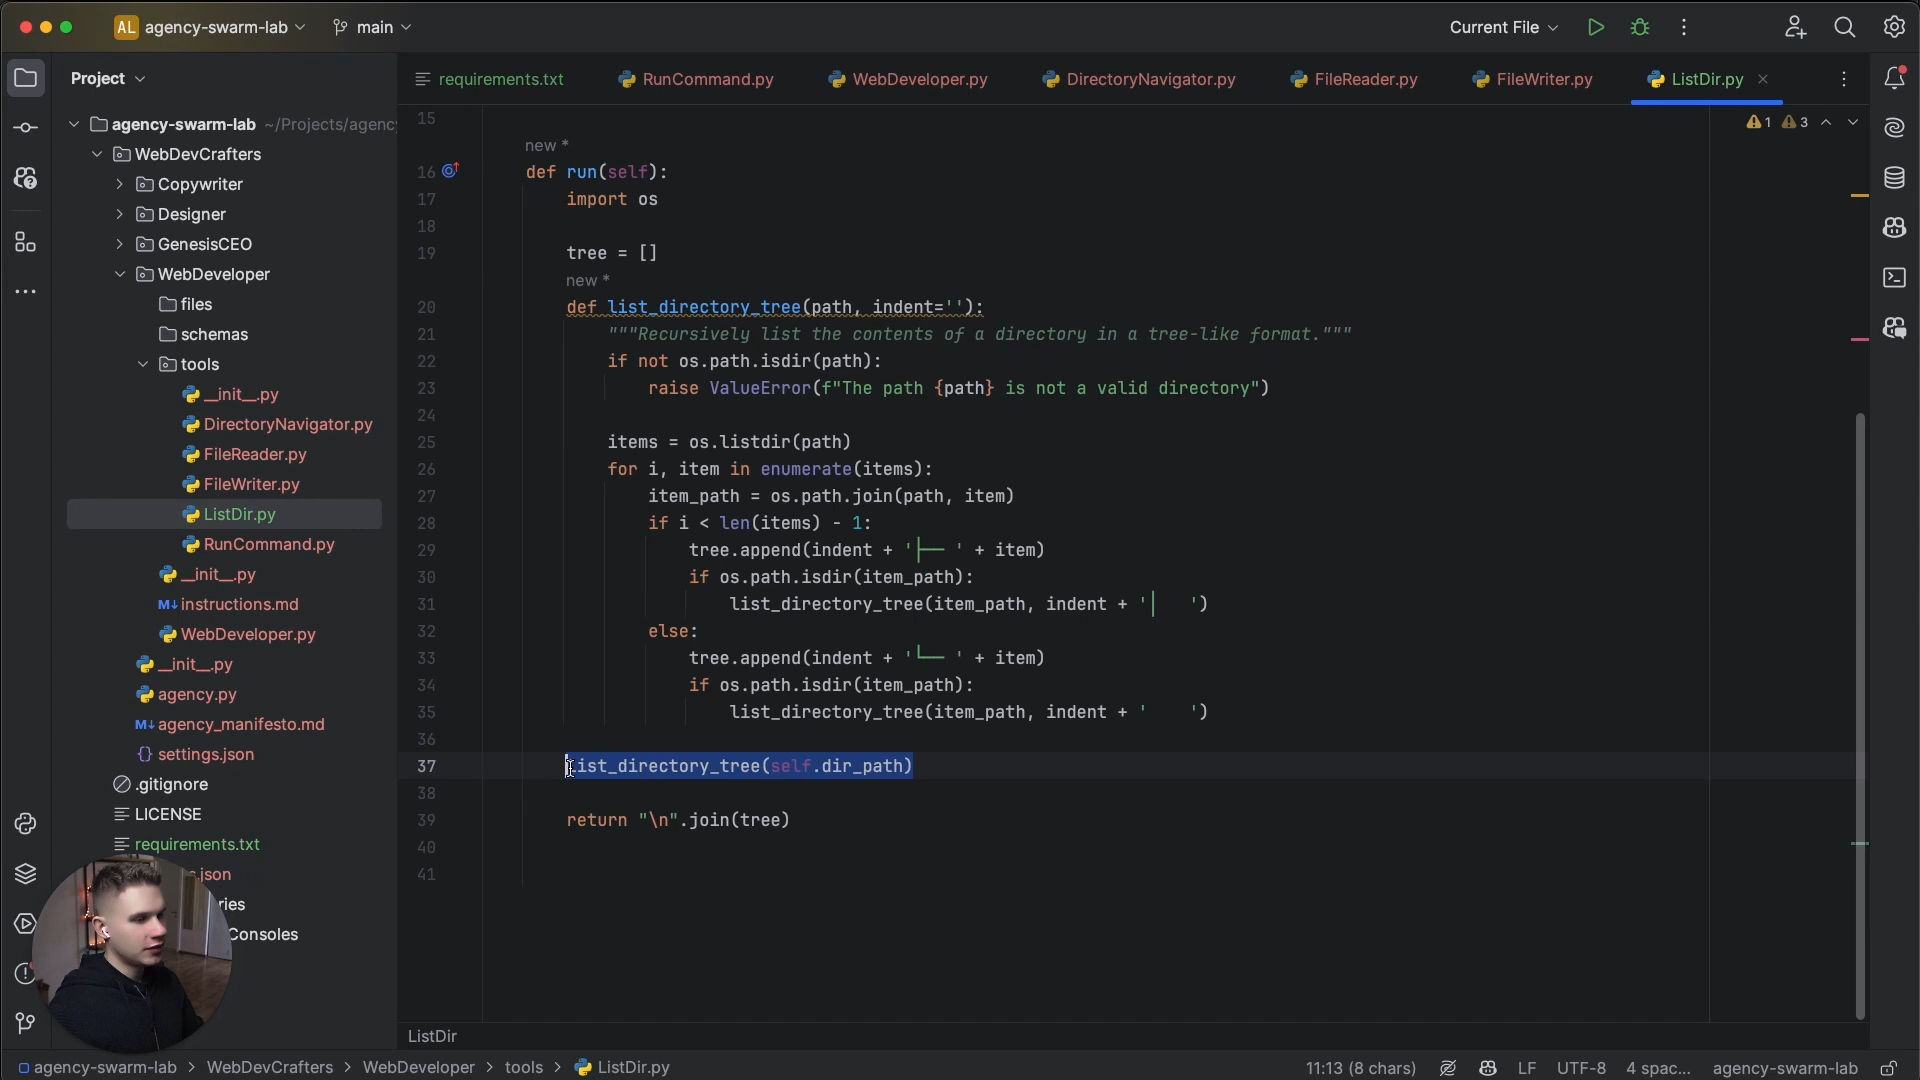 AL agency-swarm-lab main Current File
Project
requirements.txt RunCommand.py WebDeveloper.py DirectoryNavigator.py FileReader.py FileWriter.py ListDir.py
agency-swarm-lab ~/Projects/agenc
WebDevCrafters
Copywriter
Designer
GenesisCEO
WebDeveloper
files
schemas
tools
__init__.py
DirectoryNavigator.py
FileReader.py
FileWriter.py
ListDir.py
RunCommand.py
__init__.py
M↓ instructions.md
WebDeveloper.py
__init__.py
agency.py
M↓ agency_manifesto.md
{} settings.json
.gitignore
LICENSE
requirements.txt
.json
ries
Consoles
1 3
15
new *
16 def run(self):
17 import os
18
19 tree = []
new *
20 def list_directory_tree(path, indent=''):
21 """Recursively list the contents of a directory in a tree-like format."""
22 if not os.path.isdir(path):
23 raise ValueError(f"The path {path} is not a valid directory")
24
25 items = os.listdir(path)
26 for i, item in enumerate(items):
27 item_path = os.path.join(path, item)
28 if i < len(items) - 1:
29 tree.append(indent + '├── ' + item)
30 if os.path.isdir(item_path):
31 list_directory_tree(item_path, indent + '│   ')
32 else:
33 tree.append(indent + '└── ' + item)
34 if os.path.isdir(item_path):
35 list_directory_tree(item_path, indent + '    ')
36
37 list_directory_tree(self.dir_path)
38
39 return "\n".join(tree)
40
41
ListDir
agency-swarm-lab > WebDevCrafters > WebDeveloper > tools > ListDir.py 11:13 (8 chars) LF UTF-8 4 spac... agency-swarm-lab